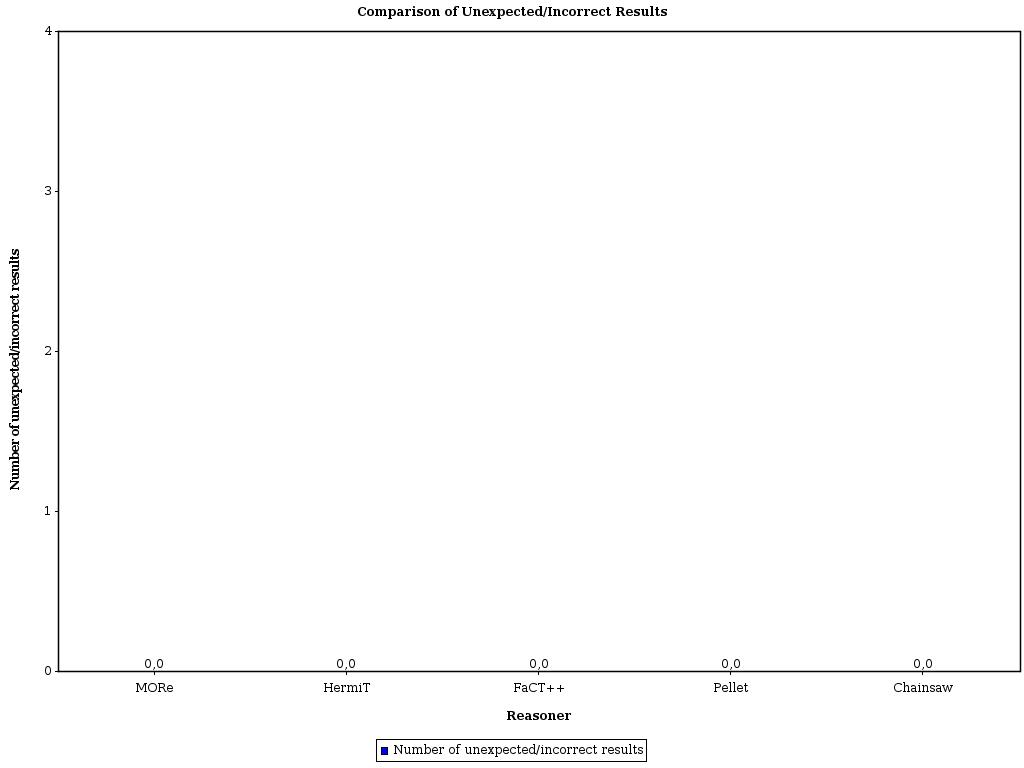 Comparison of Unexpected/Incorrect Results
4
3
2
1
0
Number of unexpected/incorrect results
0,0 0,0 0,0 0,0 0,0
MORe HermiT FaCT++ Pellet Chainsaw
Reasoner
Number of unexpected/incorrect results